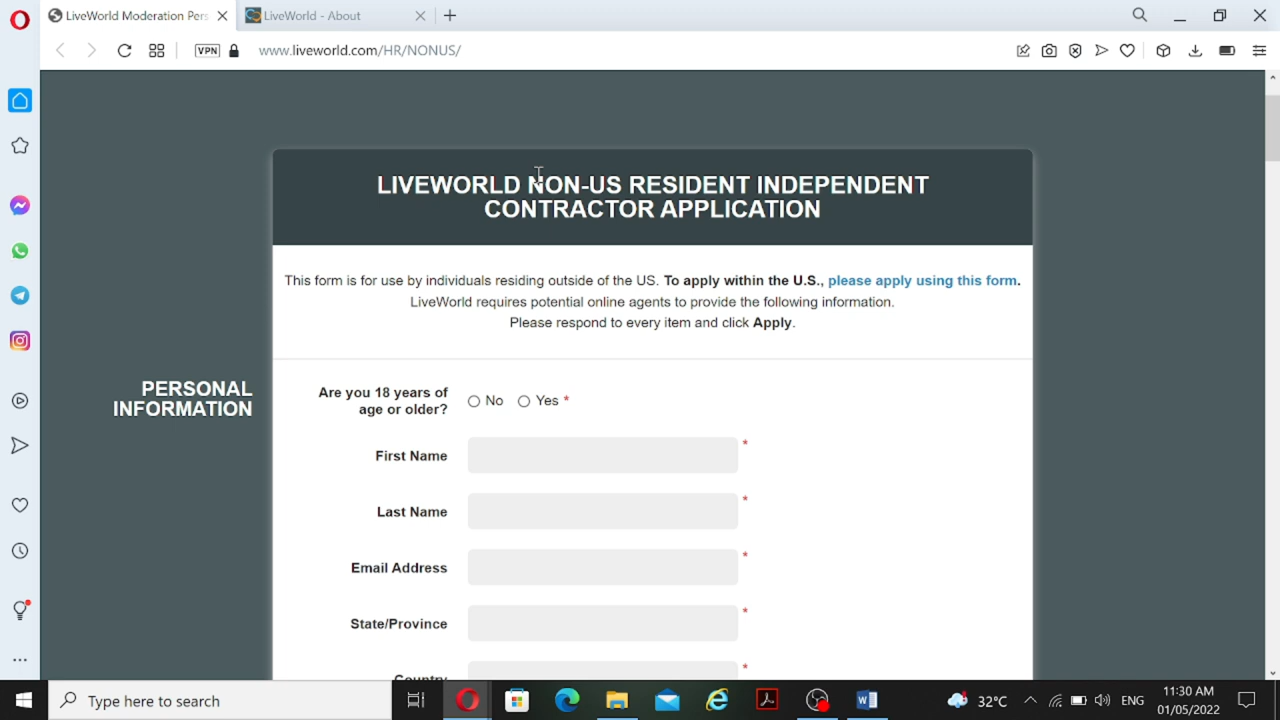 LiveWorld Moderation Pers
LiveWorld - About
VPN
www.liveworld.com/HR/NONUS/
LIVEWORLD NON-US RESIDENT INDEPENDENT
CONTRACTOR APPLICATION
This form is for use by individuals residing outside of the US. To apply within the U.S., please apply using this form.
LiveWorld requires potential online agents to provide the following information.
Please respond to every item and click Apply.
PERSONAL
INFORMATION
Are you 18 years of
age or older?
No
Yes *
First Name
*
Last Name
*
Email Address
*
State/Province
*
Country
*
Type here to search
32°C
ENG
11:30 AM
01/05/2022